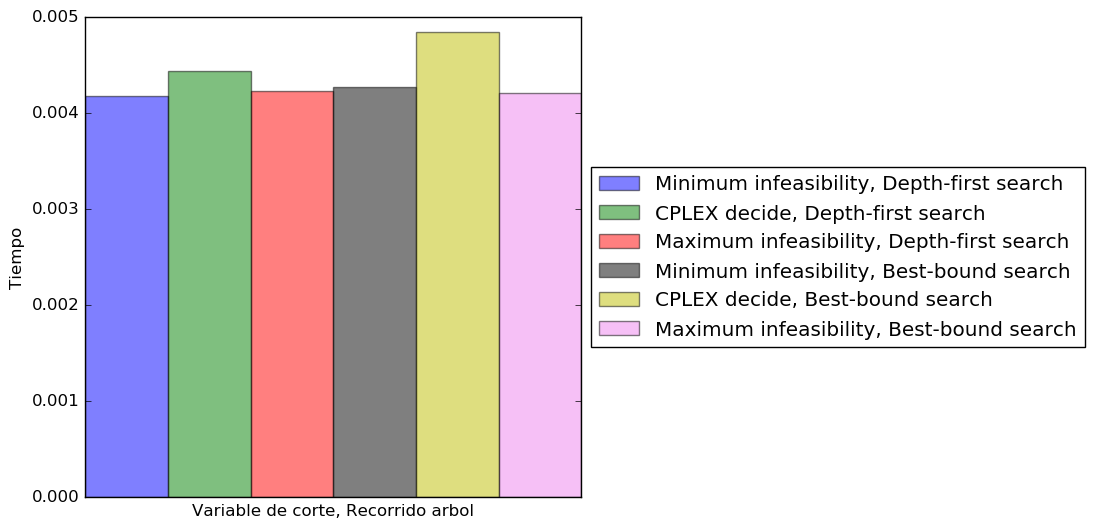 0.005
0.004
0.003
0.002
0.001
0.000
Tiempo
Variable de corte, Recorrido arbol
Minimum infeasibility, Depth-first search
CPLEX decide, Depth-first search
Maximum infeasibility, Depth-first search
Minimum infeasibility, Best-bound search
CPLEX decide, Best-bound search
Maximum infeasibility, Best-bound search